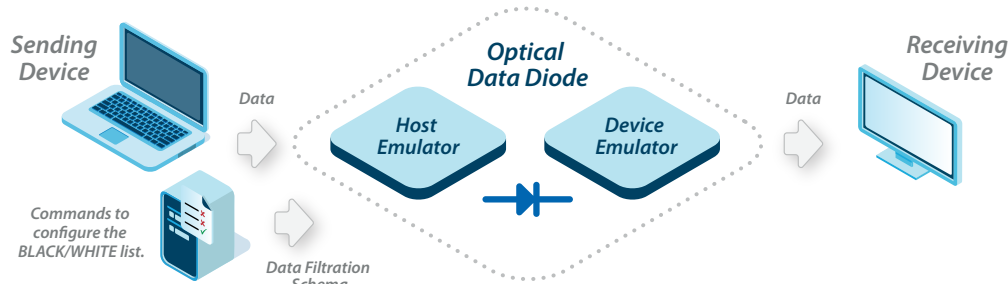 Sending
Device
Data
Optical
Data Diode
Host
Emulator
Device
Emulator
Data
Receiving
Device
Commands to
configure the
BLACK/WHITE list.
Data Filtration
Schema